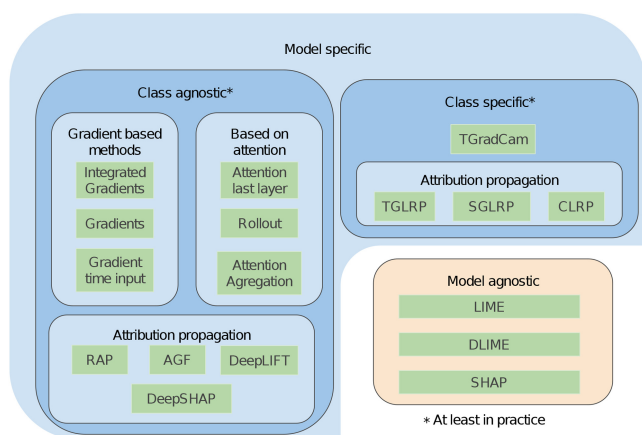 Model specific
Class agnostic*
Gradient based
methods
Integrated
Gradients
Gradients
Gradient
time input
Based on
attention
Attention
last layer
Rollout
Attention
Agregation
Attribution propagation
RAP
AGF
DeepLIFT
DeepSHAP
Class specific*
TGradCam
Attribution propagation
TGLRP
SGLRP
CLRP
Model agnostic
LIME
DLIME
SHAP
* At least in practice